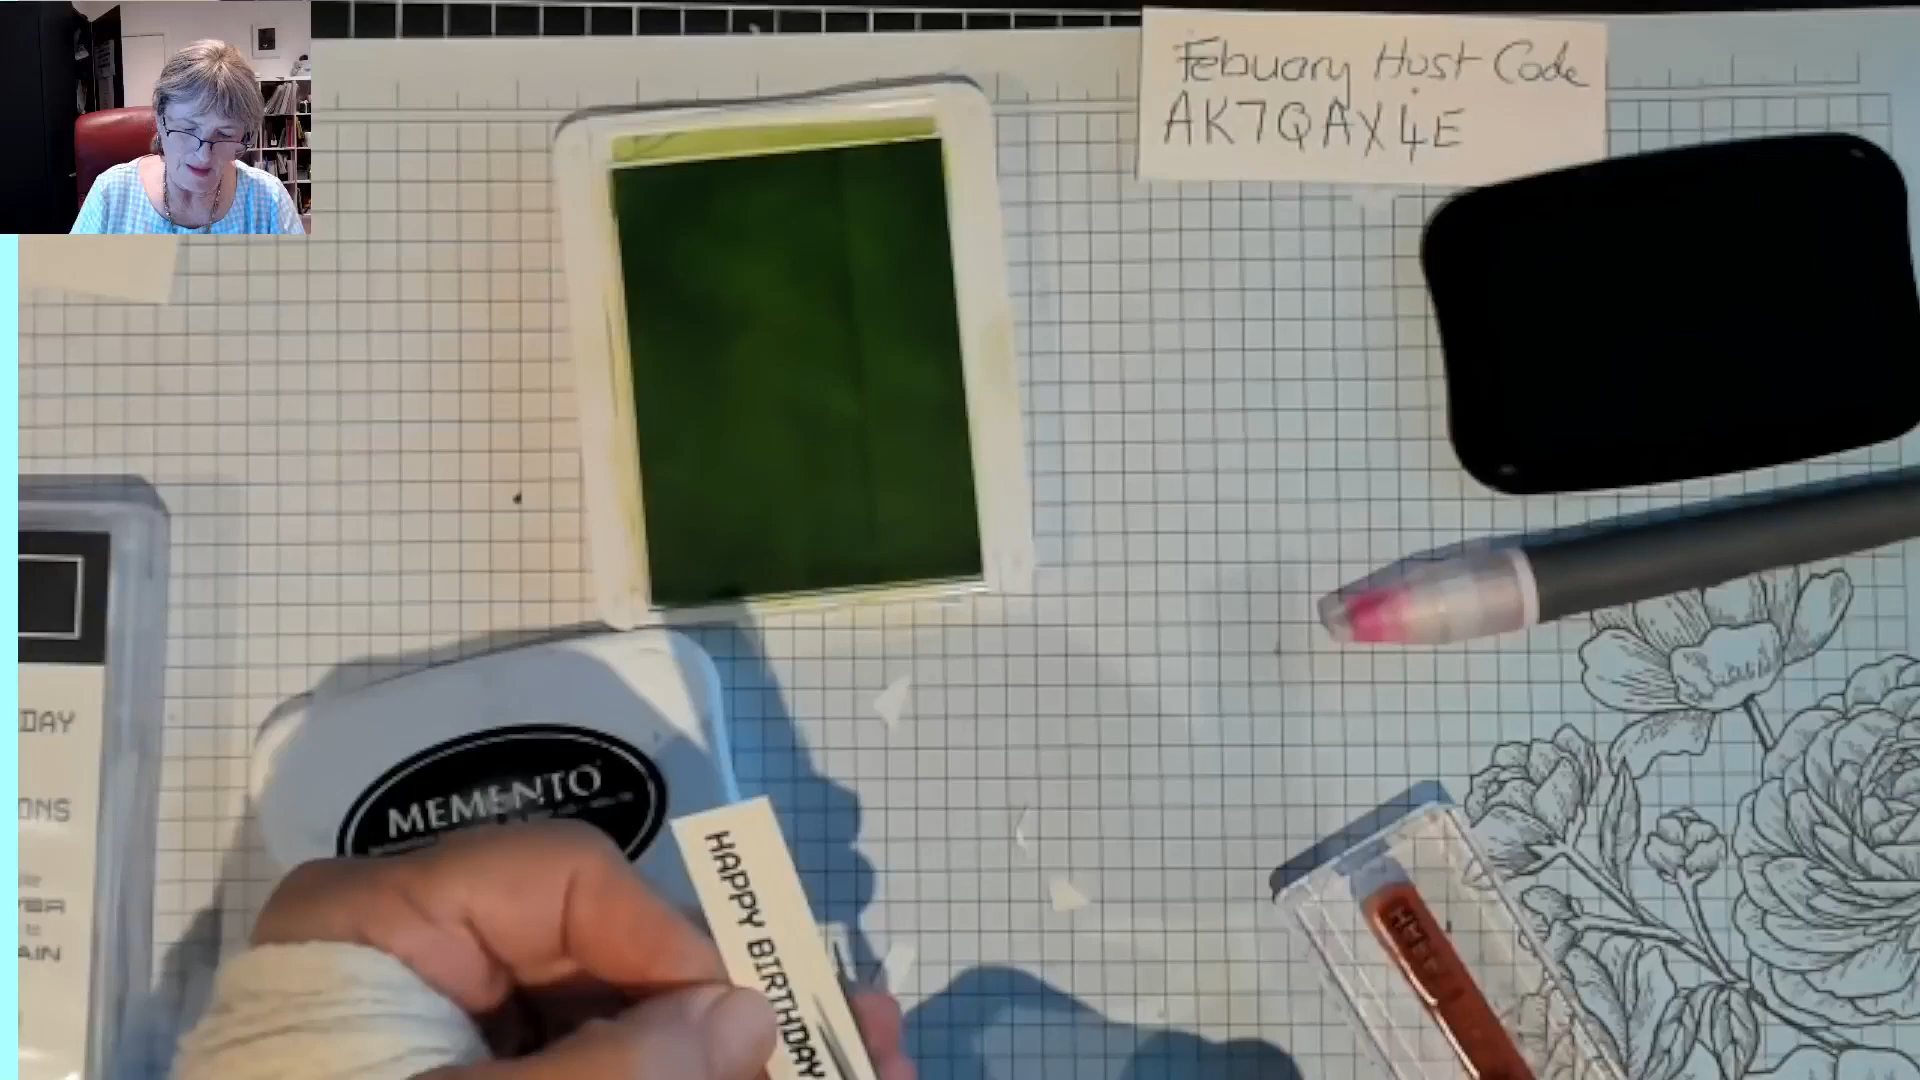 Febuary Host Code
AK7QAX4E
DAY
ONS
AIN
MEMENTO
HAPPY BIRTHDAY